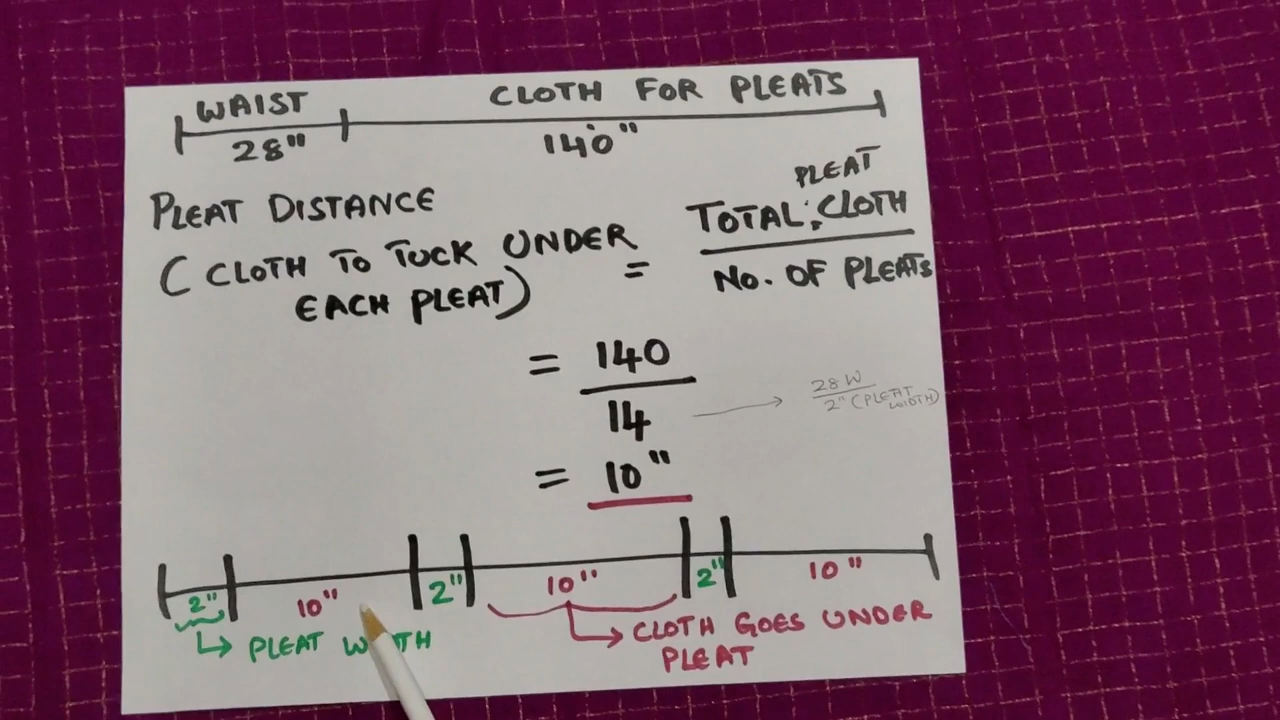 WAIST CLOTH FOR PLEATS
28" 140"
PLEAT DISTANCE
(CLOTH TO TUCK UNDER
EACH PLEAT)
=
PLEAT
TOTAL CLOTH
NO. OF PLEATS
= 140
14
28 W
2" (PLEAT
WIDTH)
= 10"
2" 10" 2" 10" 2" 10"
PLEAT WIDTH
CLOTH GOES UNDER
PLEAT